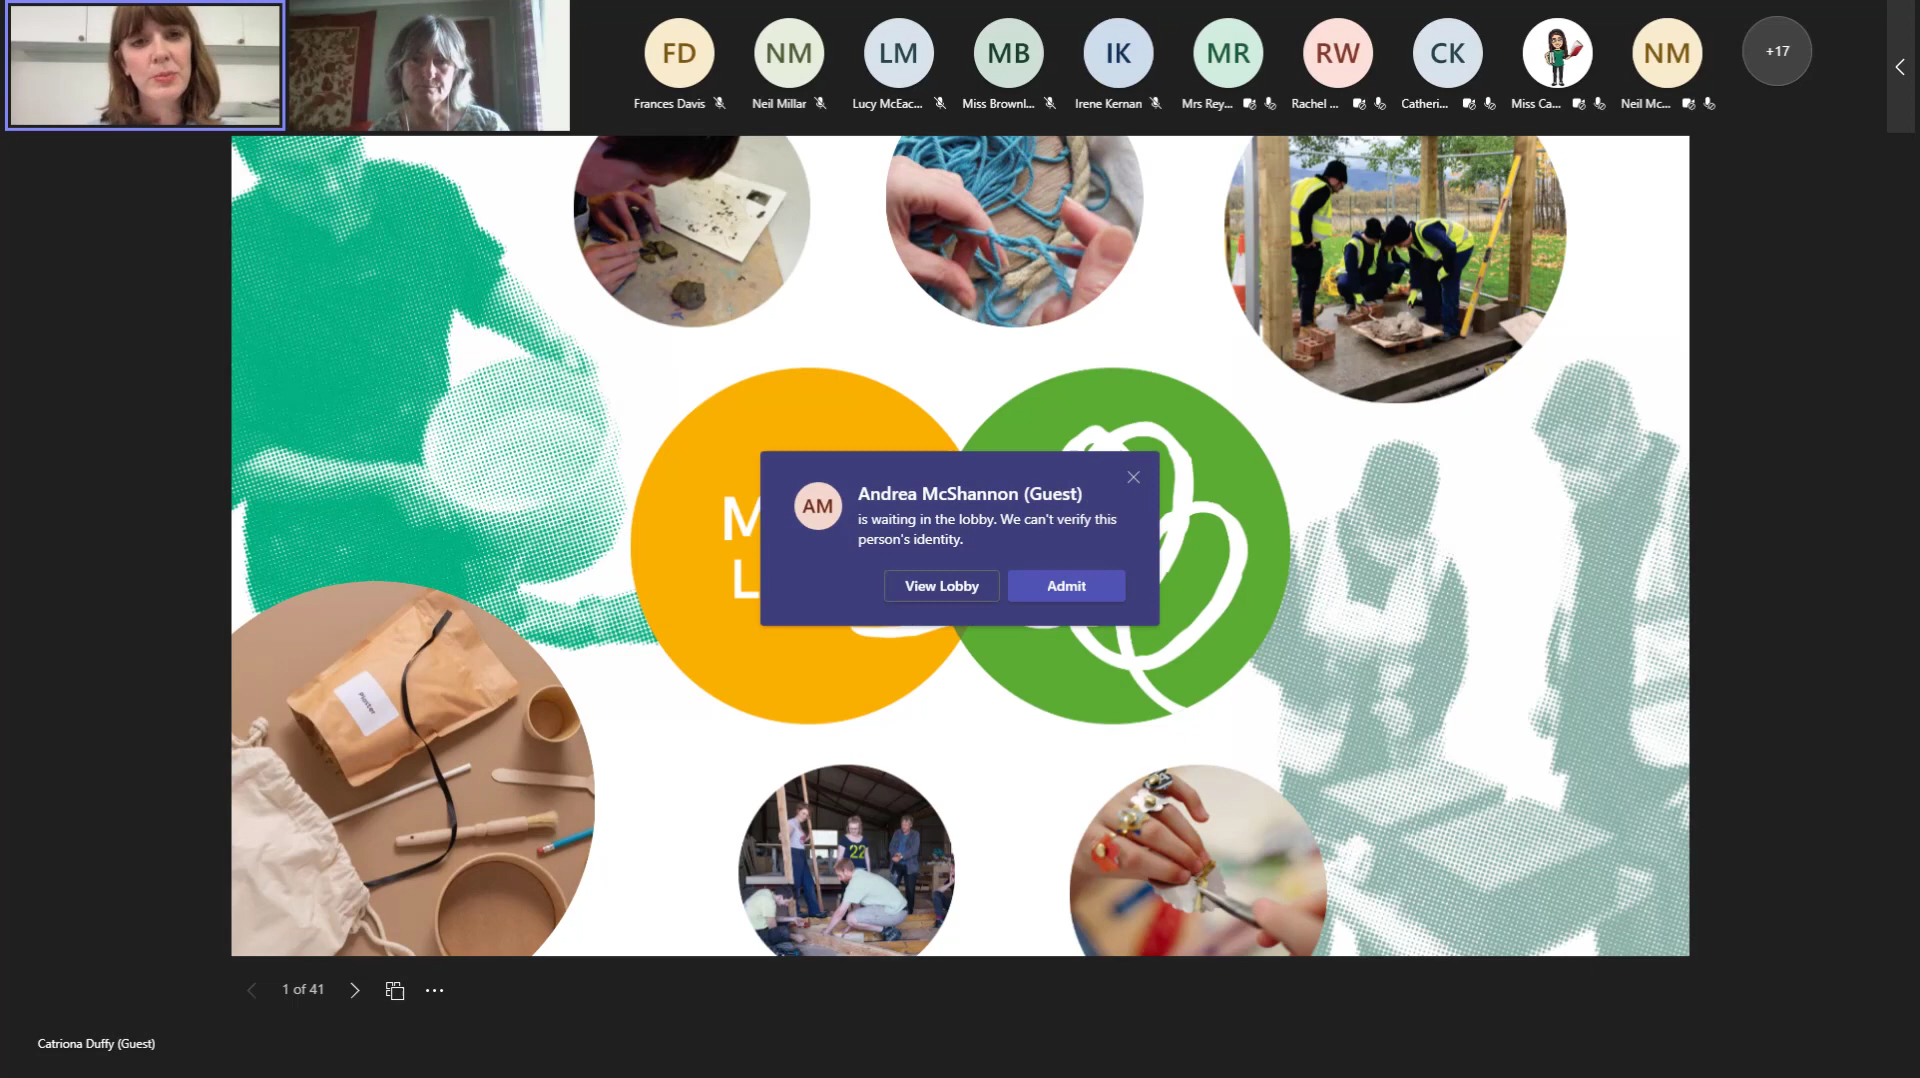 FD
NM
LM
MB
IK
MR
RW
CK
NM
+17
Frances Davis
Neil Millar
Lucy McEac...
Miss Brownl...
Irene Kernan
Mrs Rey...
Rachel ...
Catheri...
Miss Ca...
Neil Mc...
M
L
AM
Andrea McShannon (Guest)
is waiting in the lobby. We can't verify this
person's identity.
View Lobby
Admit
Plaster
22
1 of 41
Catriona Duffy (Guest)